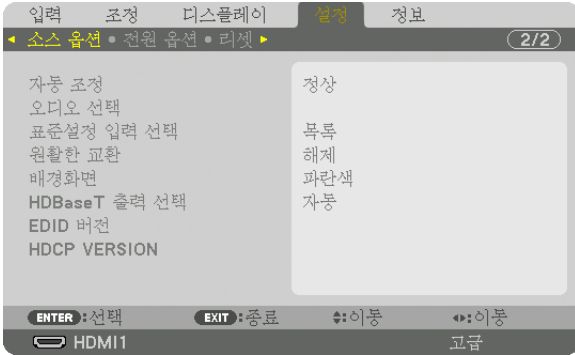 입력 조정 디스플레이 설정 정보
소스 옵션 • 전원 옵션 • 리셋 2/2
자동 조정 정상
오디오 선택
표준설정 입력 선택 목록
원활한 교환 해제
배경화면 파란색
HDBaseT 출력 선택 자동
EDID 버전
HDCP VERSION
ENTER :선택 EXIT :종료 :이동 :이동
HDMI1 고급